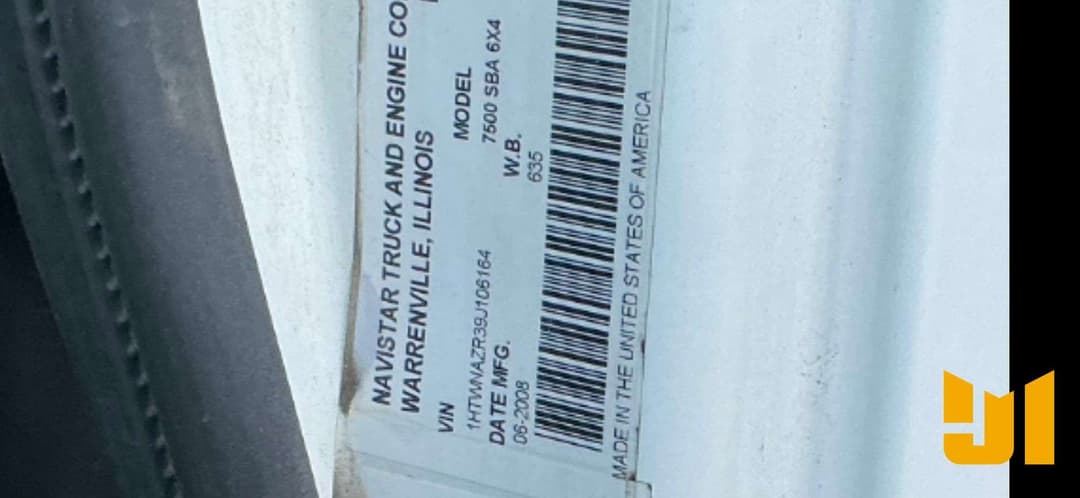 NAVISTAR TRUCK AND ENGINE CO
WARRENVILLE, ILLINOIS
VIN
1HTWNAZR39J106164
MODEL
7500 SBA 6X4
DATE MFG.
06-2008
W.B.
635
MADE IN THE UNITED STATES OF AMERICA